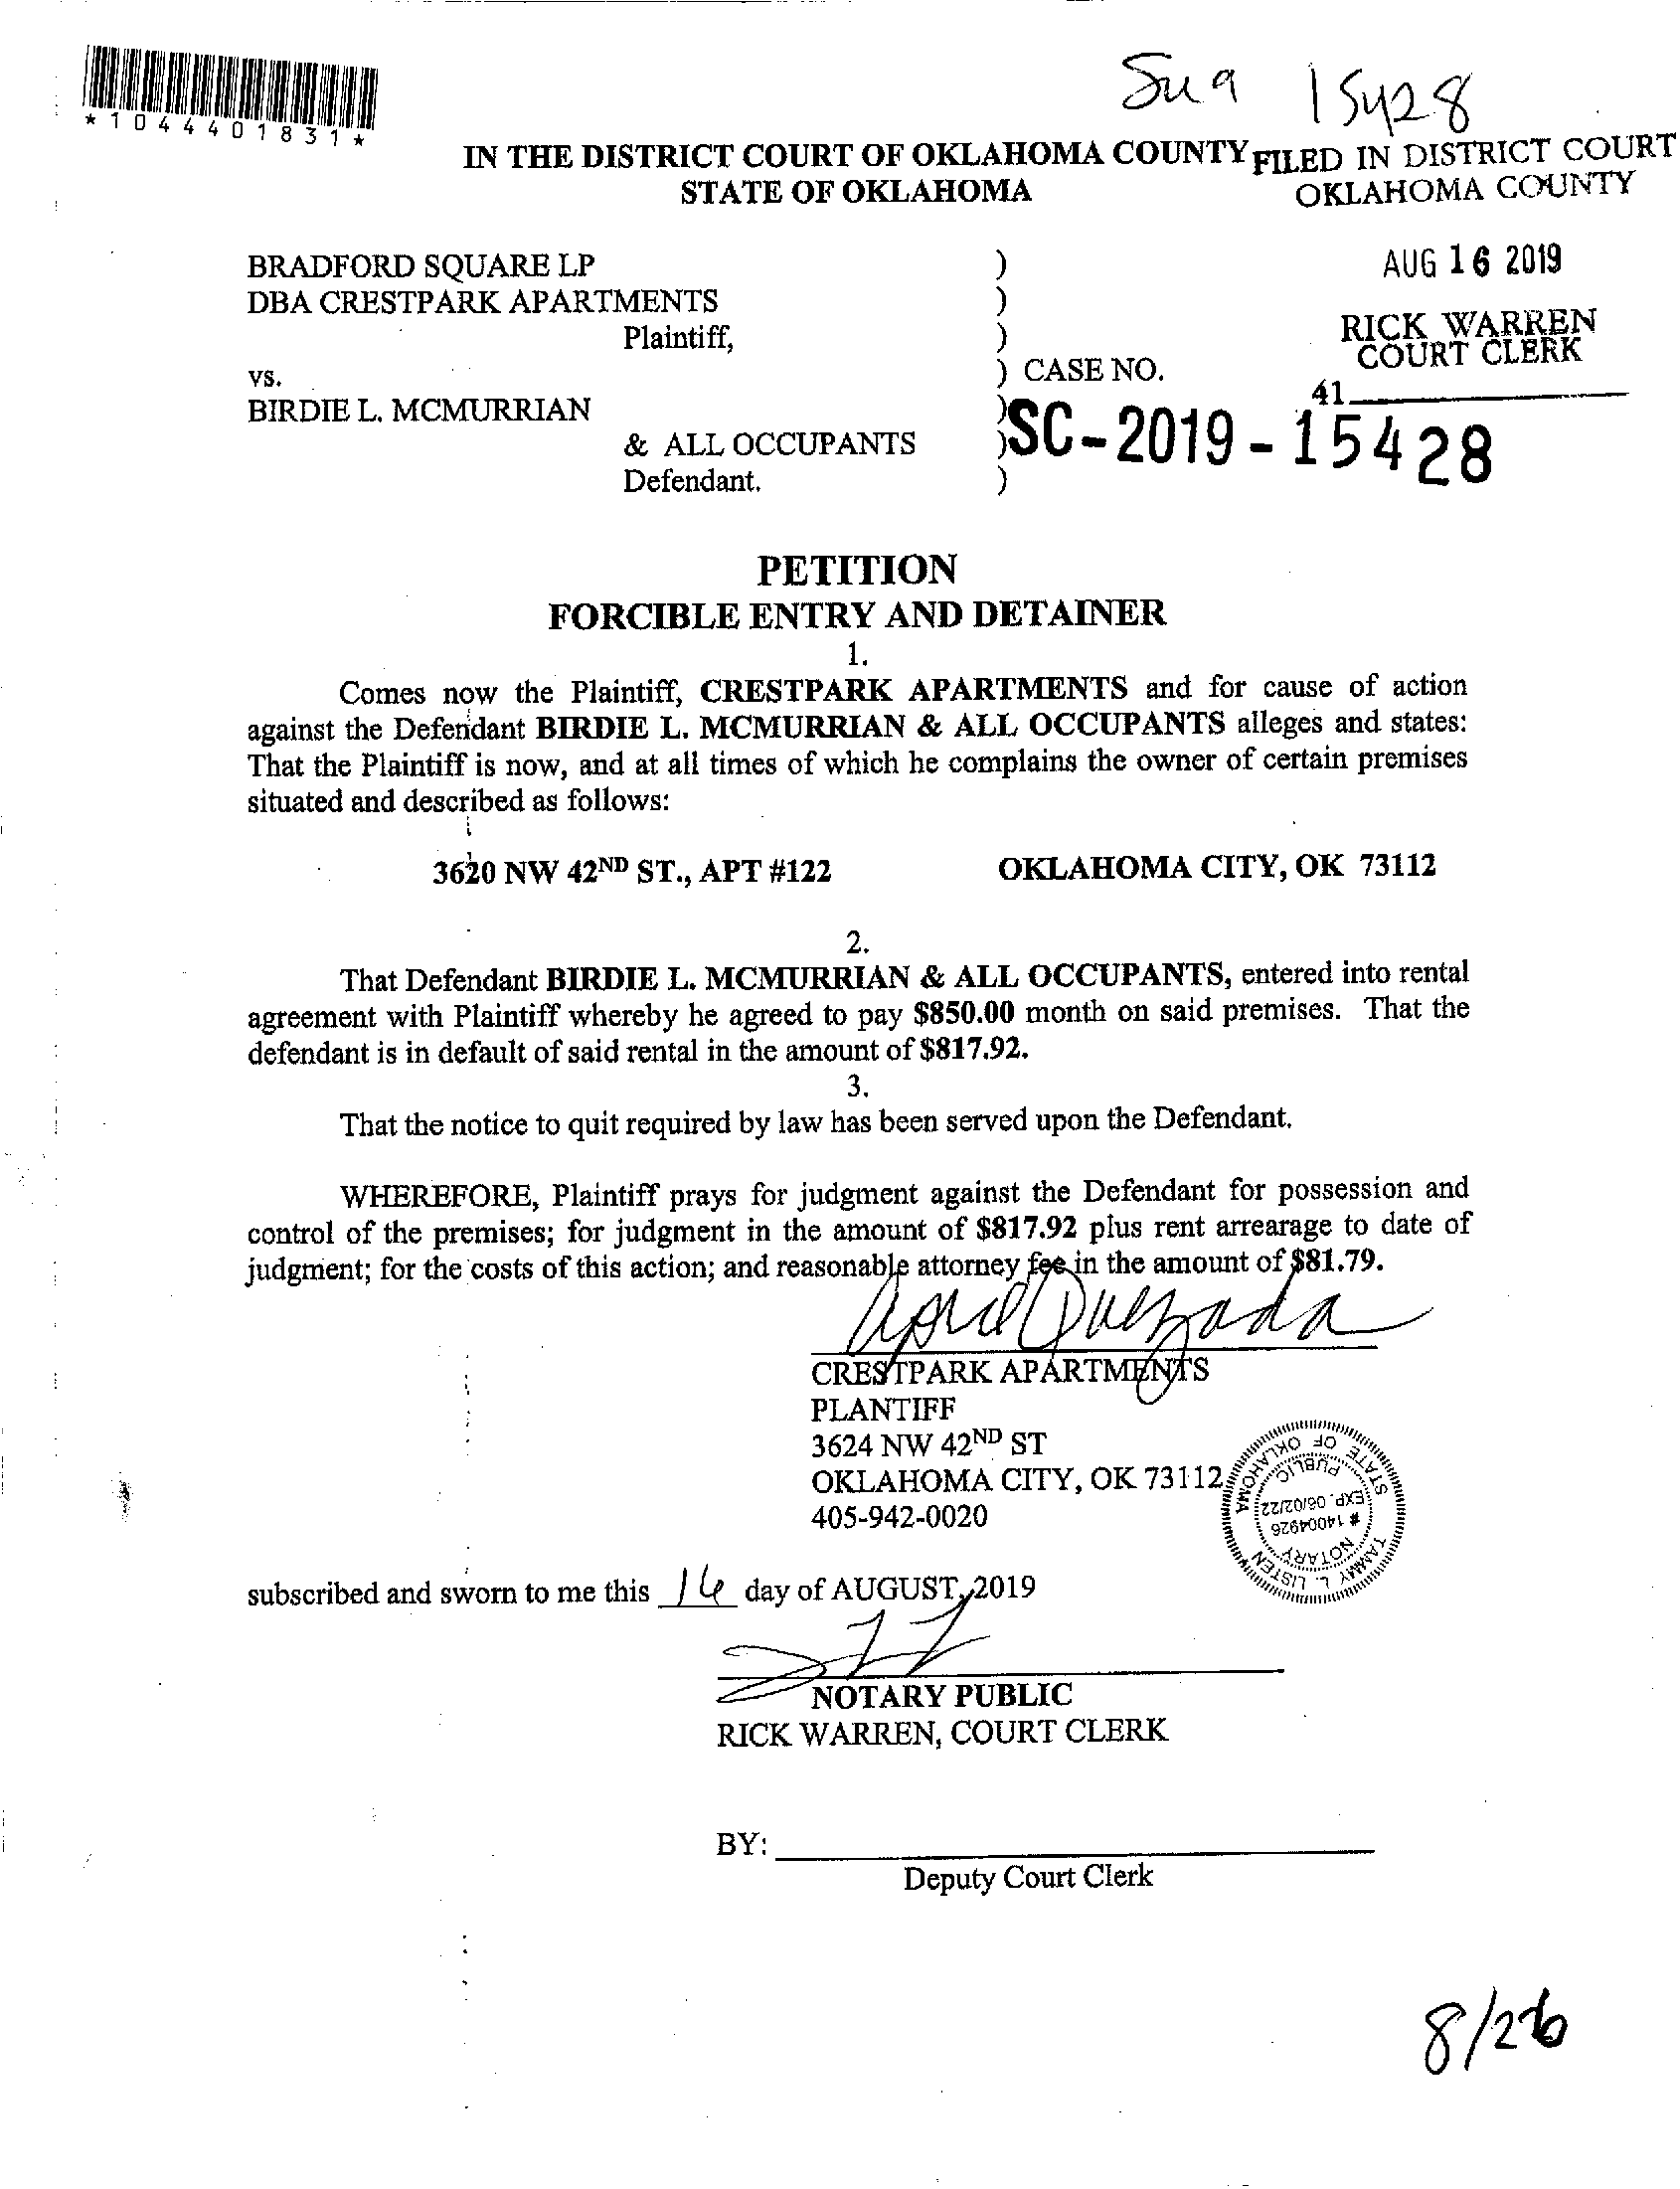 *1044401831*
Su 9 15428
IN THE DISTRICT COURT OF OKLAHOMA COUNTY
STATE OF OKLAHOMA
FILED IN DISTRICT COURT
OKLAHOMA COUNTY
AUG 16 2019
RICK WARREN
COURT CLERK
41
BRADFORD SQUARE LP )
DBA CRESTPARK APARTMENTS )
Plaintiff, )
vs. ) CASE NO.
BIRDIE L. MCMURRIAN )
& ALL OCCUPANTS ) SC-2019-15428
Defendant. )
PETITION
FORCIBLE ENTRY AND DETAINER
1.
Comes now the Plaintiff, CRESTPARK APARTMENTS and for cause of action
against the Defendant BIRDIE L. MCMURRIAN & ALL OCCUPANTS alleges and states:
That the Plaintiff is now, and at all times of which he complains the owner of certain premises
situated and described as follows:
3620 NW 42ND ST., APT #122 OKLAHOMA CITY, OK 73112
2.
That Defendant BIRDIE L. MCMURRIAN & ALL OCCUPANTS, entered into rental
agreement with Plaintiff whereby he agreed to pay $850.00 month on said premises. That the
defendant is in default of said rental in the amount of $817.92.
3.
That the notice to quit required by law has been served upon the Defendant.
WHEREFORE, Plaintiff prays for judgment against the Defendant for possession and
control of the premises; for judgment in the amount of $817.92 plus rent arrearage to date of
judgment; for the costs of this action; and reasonable attorney fee in the amount of $81.79.
April Quezada
CRESTPARK APARTMENTS
PLANTIFF
3624 NW 42ND ST
OKLAHOMA CITY, OK 73112
405-942-0020
TAMMY L. LISTEN
NOTARY
# 14004926
EXP. 06/02/22
PUBLIC
STATE OF OKLAHOMA
subscribed and sworn to me this 16 day of AUGUST, 2019
NOTARY PUBLIC
RICK WARREN, COURT CLERK
BY:
Deputy Court Clerk
8/26